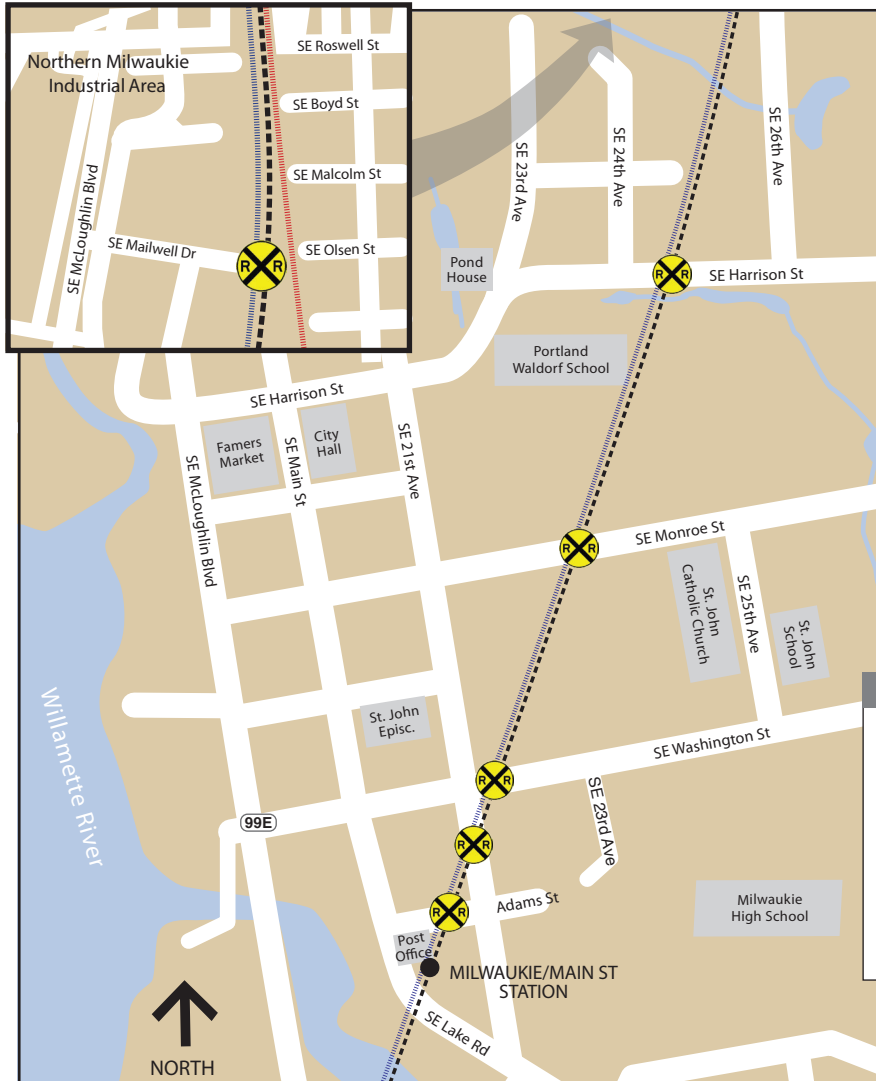 Northern Milwaukie
Industrial Area
SE Roswell St
SE Boyd St
SE Malcolm St
SE Olsen St
SE McLoughlin Blvd
SE Mailwell Dr
R R
SE 23rd Ave
SE 24th Ave
SE 26th Ave
Pond
House
R R
SE Harrison St
Portland
Waldorf School
SE Harrison St
Famers
Market
City
Hall
SE McLoughlin Blvd
SE Main St
SE 21st Ave
R R
SE Monroe St
St. John
Catholic Church
SE 25th Ave
St. John
School
St. John
Episc.
Willamette River
SE Washington St
R R
99E
SE 23rd Ave
R R
R R
Adams St
Milwaukie
High School
Post
Office
MILWAUKIE/MAIN ST
STATION
SE Lake Rd
NORTH